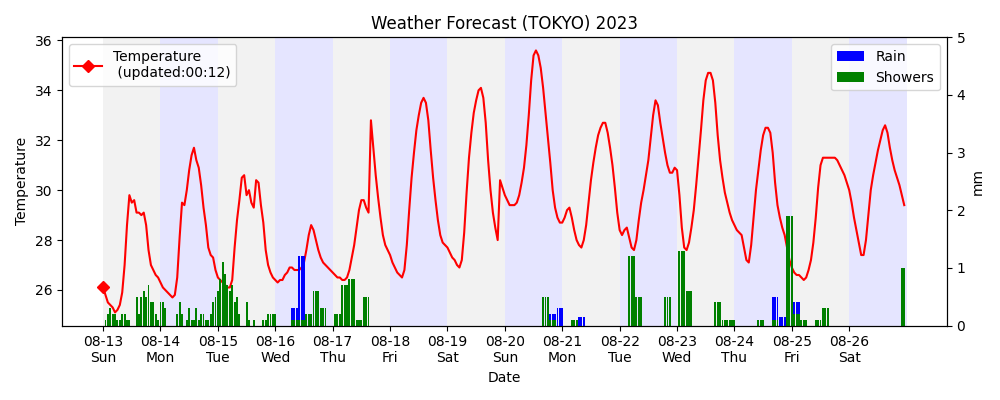 Weather Forecast (TOKYO) 2023
Temperature
(updated:00:12)
Rain
Showers
Temperature
36
34
32
30
28
26
5
4
3
2
1
0
mm
08-13 08-14 08-15 08-16 08-17 08-18 08-19 08-20 08-21 08-22 08-23 08-24 08-25 08-26
Sun Mon Tue Wed Thu Fri Sat Sun Mon Tue Wed Thu Fri Sat
Date